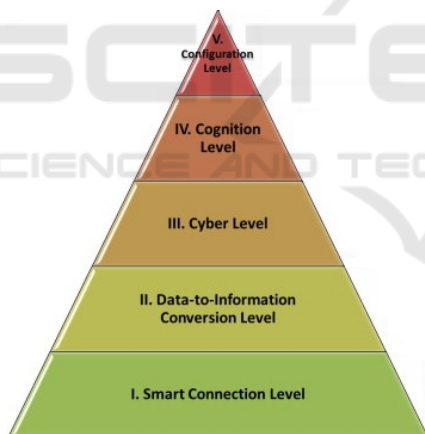 V.
Configuration
Level
IV. Cognition
Level
III. Cyber Level
II. Data-to-Information
Conversion Level
I. Smart Connection Level